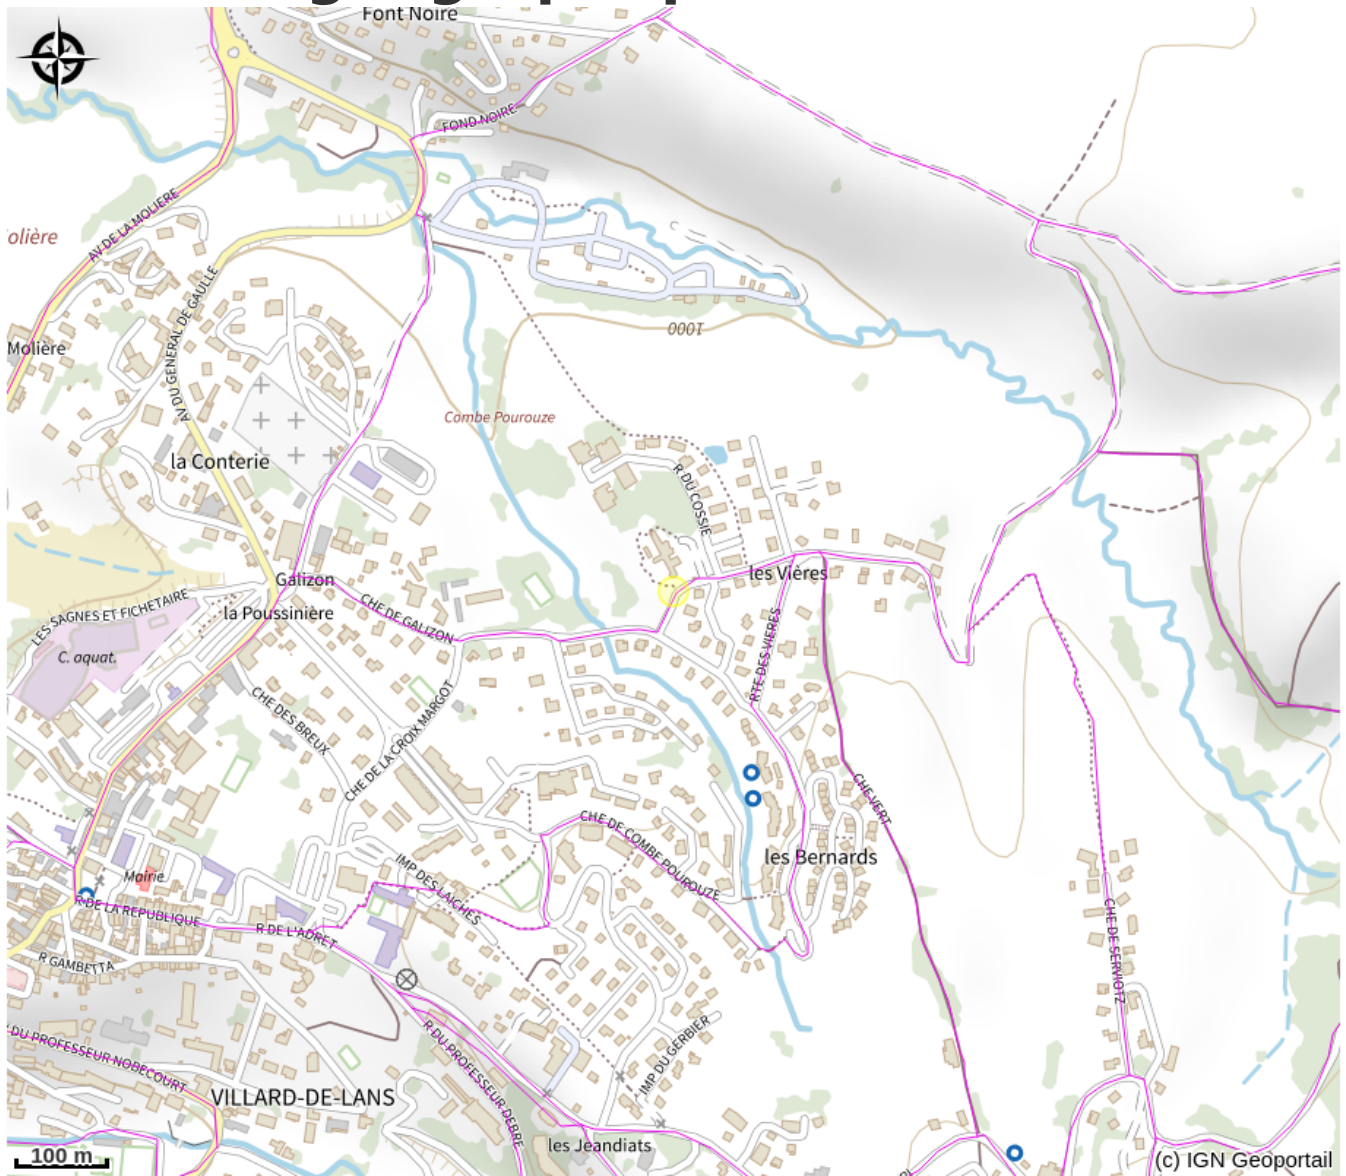 Font Noire
FOND NOIRE
AV DE LA MOLIERE
olière
AV DU GENERAL DE GAULLE
1000
Molière
Combe Pourouze
la Conterie
R DU COSSIE
les Vières
Galizon
la Poussinière
CHE DE GALIZON
LES SAGNES ET FICHETAIRE
C. aquat.
RTE DES VIERES
CHE DES BREUX
CHE DE LA CROIX MARGOT
CHE VERT
CHE DE COMBE POUROUZE
les Bernards
Mairie
IMP DES LAICHES
R DE LA REPUBLIQUE
R DE L'ADRET
CHE DE SERVIOTZ
R GAMBETTA
DU PROFESSEUR NOBECOURT
R DU PROFESSEUR DEBRE
IMP DU GERBIER
VILLARD-DE-LANS
les Jeandiats
100 m
(c) IGN Geoportail